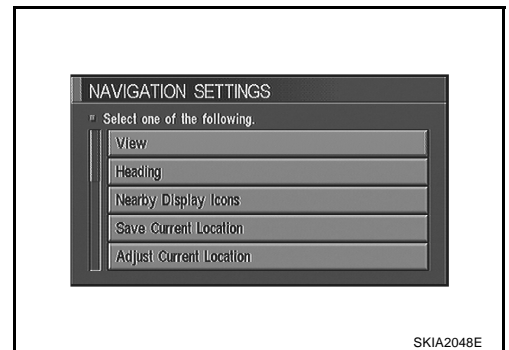 NAVIGATION SETTINGS
Select one of the following.
View
Heading
Nearby Display Icons
Save Current Location
Adjust Current Location
SKIA2048E